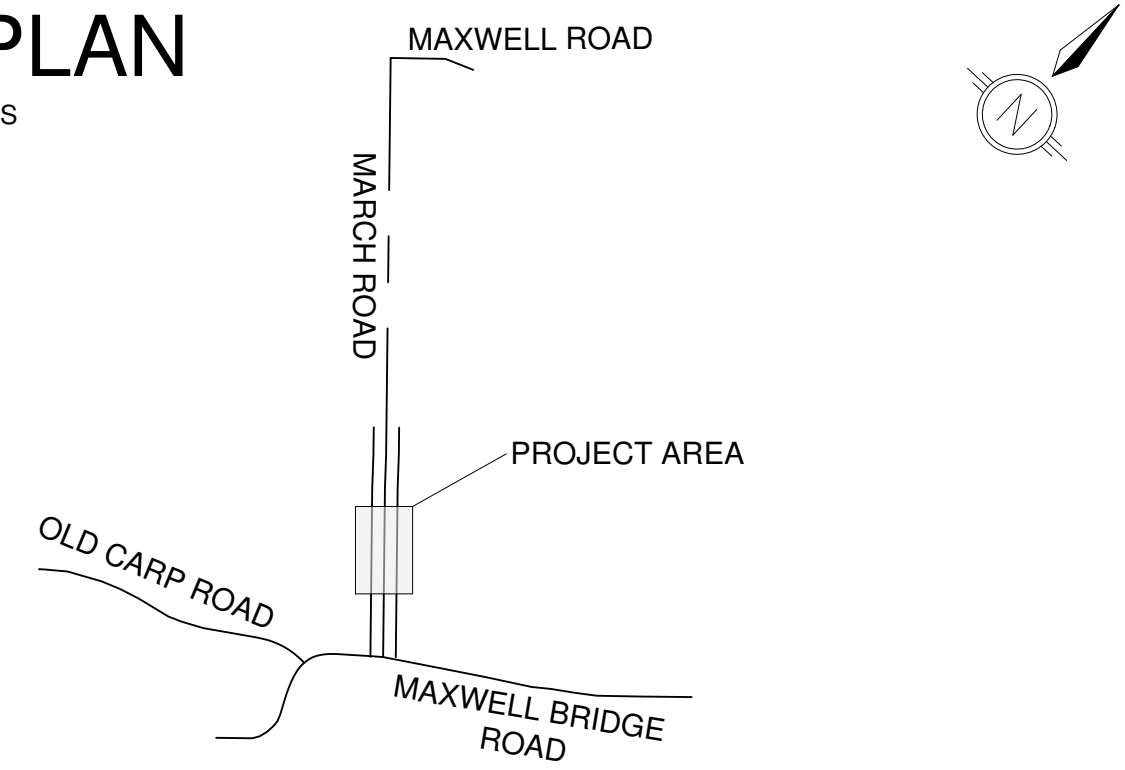 PLAN
S
MAXWELL ROAD
N
MARCH ROAD
PROJECT AREA
OLD CARP ROAD
MAXWELL BRIDGE
ROAD